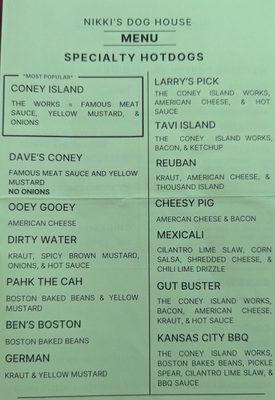 NIKKI'S DOG HOUSE
MENU
SPECIALTY HOTDOGS
*MOST POPULAR*
CONEY ISLAND
THE WORKS = FAMOUS MEAT
SAUCE, YELLOW MUSTARD, &
ONIONS
DAVE'S CONEY
FAMOUS MEAT SAUCE AND YELLOW
MUSTARD
NO ONIONS
OOEY GOOEY
AMERICAN CHEESE
DIRTY WATER
KRAUT, SPICY BROWN MUSTARD,
ONIONS, & HOT SAUCE
PAHK THE CAH
BOSTON BAKED BEANS & YELLOW
MUSTARD
BEN'S BOSTON
BOSTON BAKED BEANS
GERMAN
KRAUT & YELLOW MUSTARD
LARRY'S PICK
THE CONEY ISLAND WORKS,
AMERICAN CHEESE, & HOT
SAUCE
TAVI ISLAND
THE CONEY ISLAND WORKS,
BACON, & KETCHUP
REUBAN
KRAUT, AMERICAN CHEESE, &
THOUSAND ISLAND
CHEESY PIG
AMERCAN CHEESE & BACON
MEXICALI
CILANTRO LIME SLAW, CORN
SALSA, SHREDDED CHEESE, &
CHILI LIME DRIZZLE
GUT BUSTER
THE CONEY ISLAND WORKS,
BACON, AMERICAN CHEESE,
KRAUT, & HOT SAUCE
KANSAS CITY BBQ
THE CONEY ISLAND WORKS,
BOSTON BAKES BEANS, PICKLE
SPEAR, CILANTRO LIME SLAW, &
BBQ SAUCE